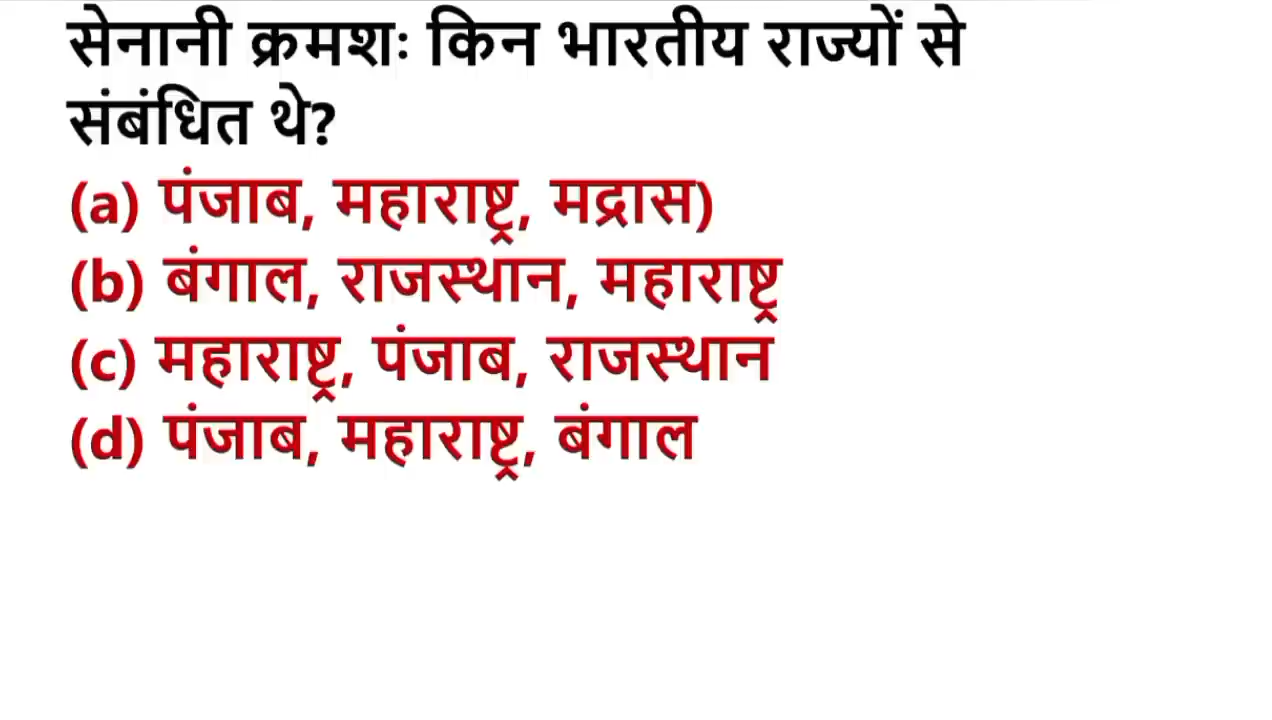 सेनानी क्रमशः किन भारतीय राज्यों से
संबंधित थे?
(a) पंजाब, महाराष्ट्र, मद्रास)
(b) बंगाल, राजस्थान, महाराष्ट्र
(c) महाराष्ट्र, पंजाब, राजस्थान
(d) पंजाब, महाराष्ट्र, बंगाल